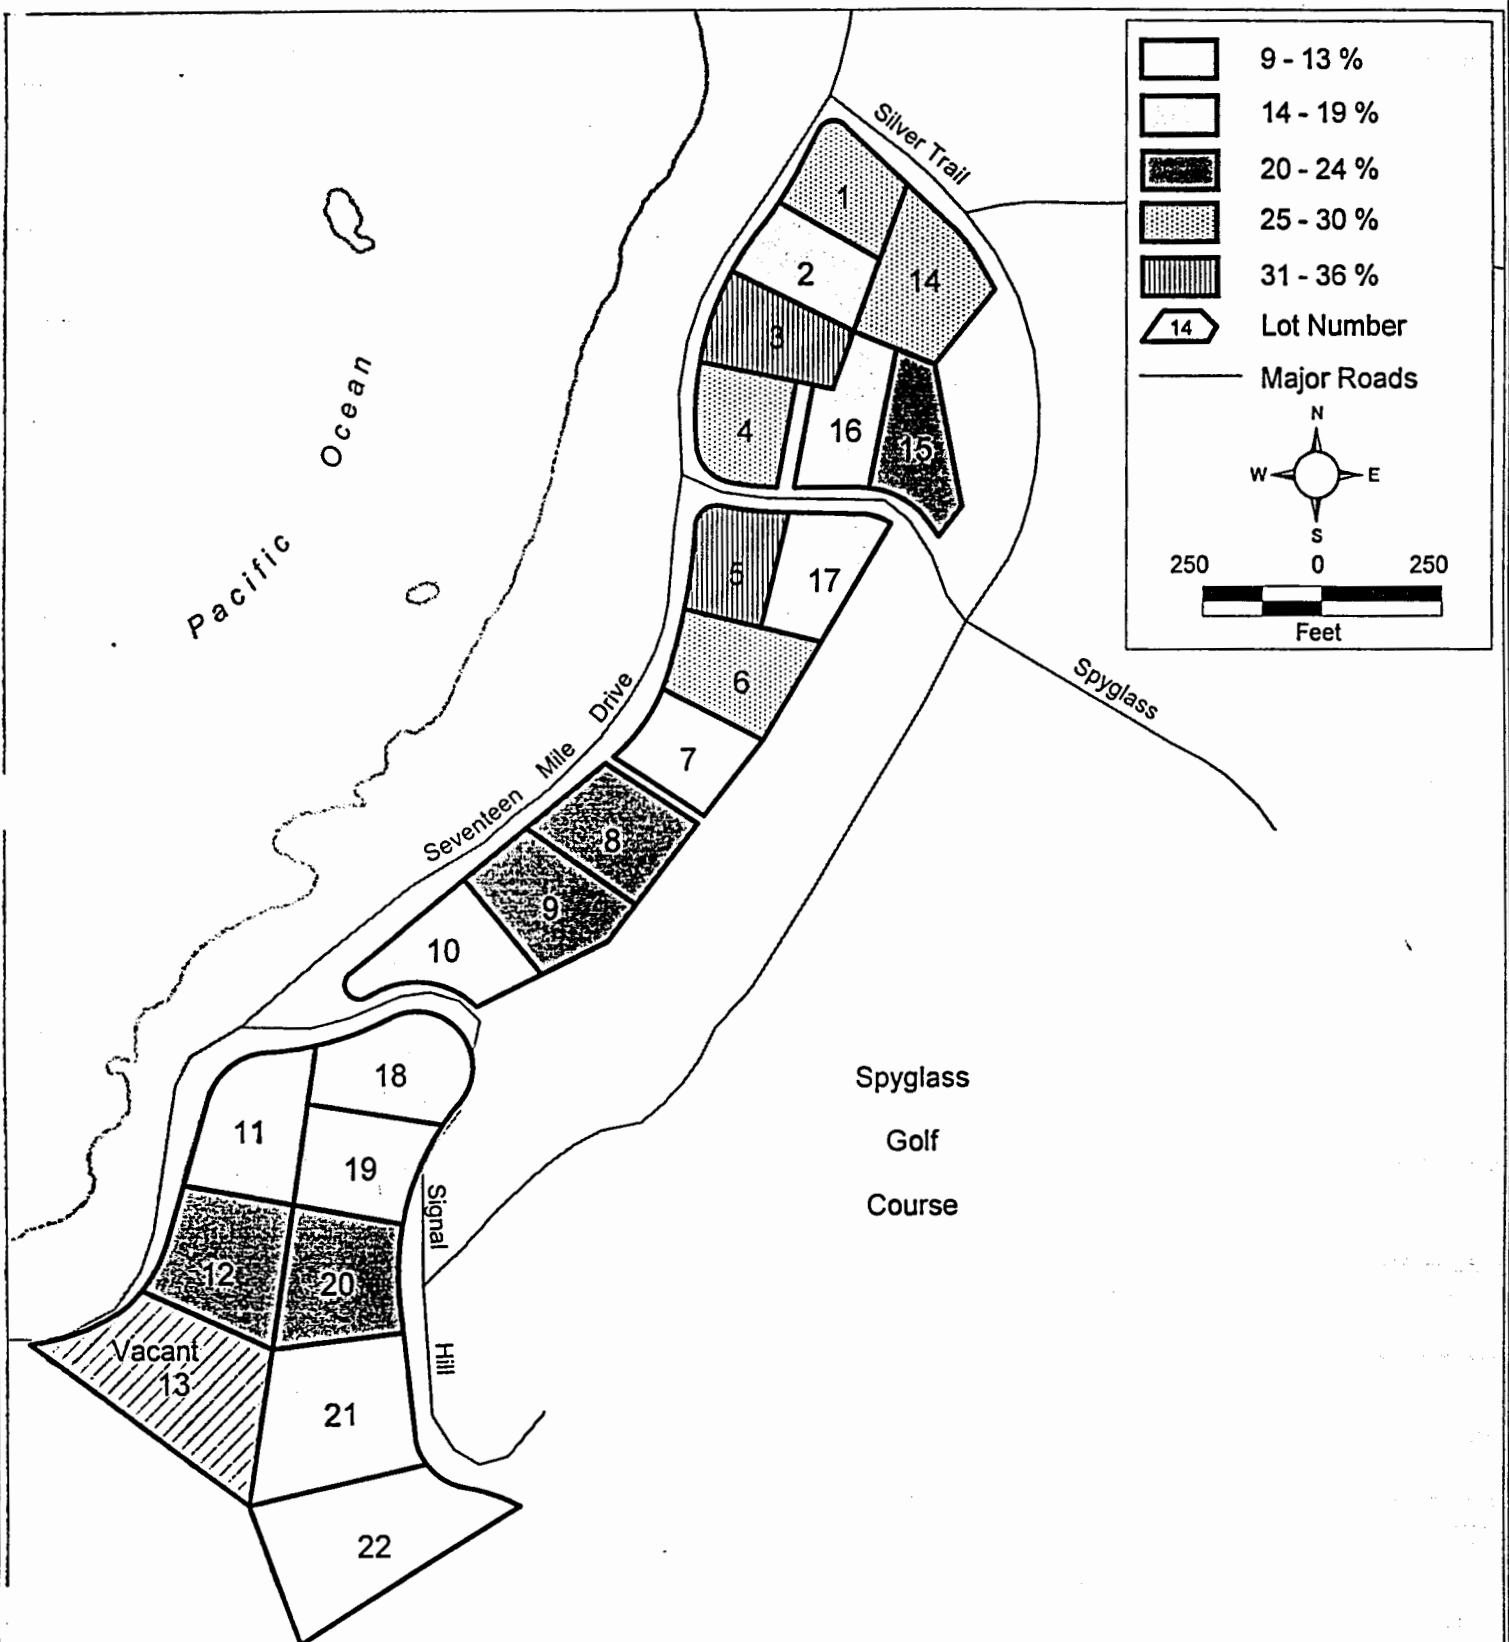 9 - 13 %
14 - 19 %
20 - 24 %
25 - 30 %
31 - 36 %
14
Lot Number
Major Roads
N
W
E
S
250
0
250
Feet
Silver Trail
1
2
14
3
4
16
15
5
17
6
7
8
9
10
18
11
19
12
20
Vacant
13
21
22
Pacific
Ocean
Seventeen
Mile
Drive
Spyglass
Spyglass
Golf
Course
Signal
Hill